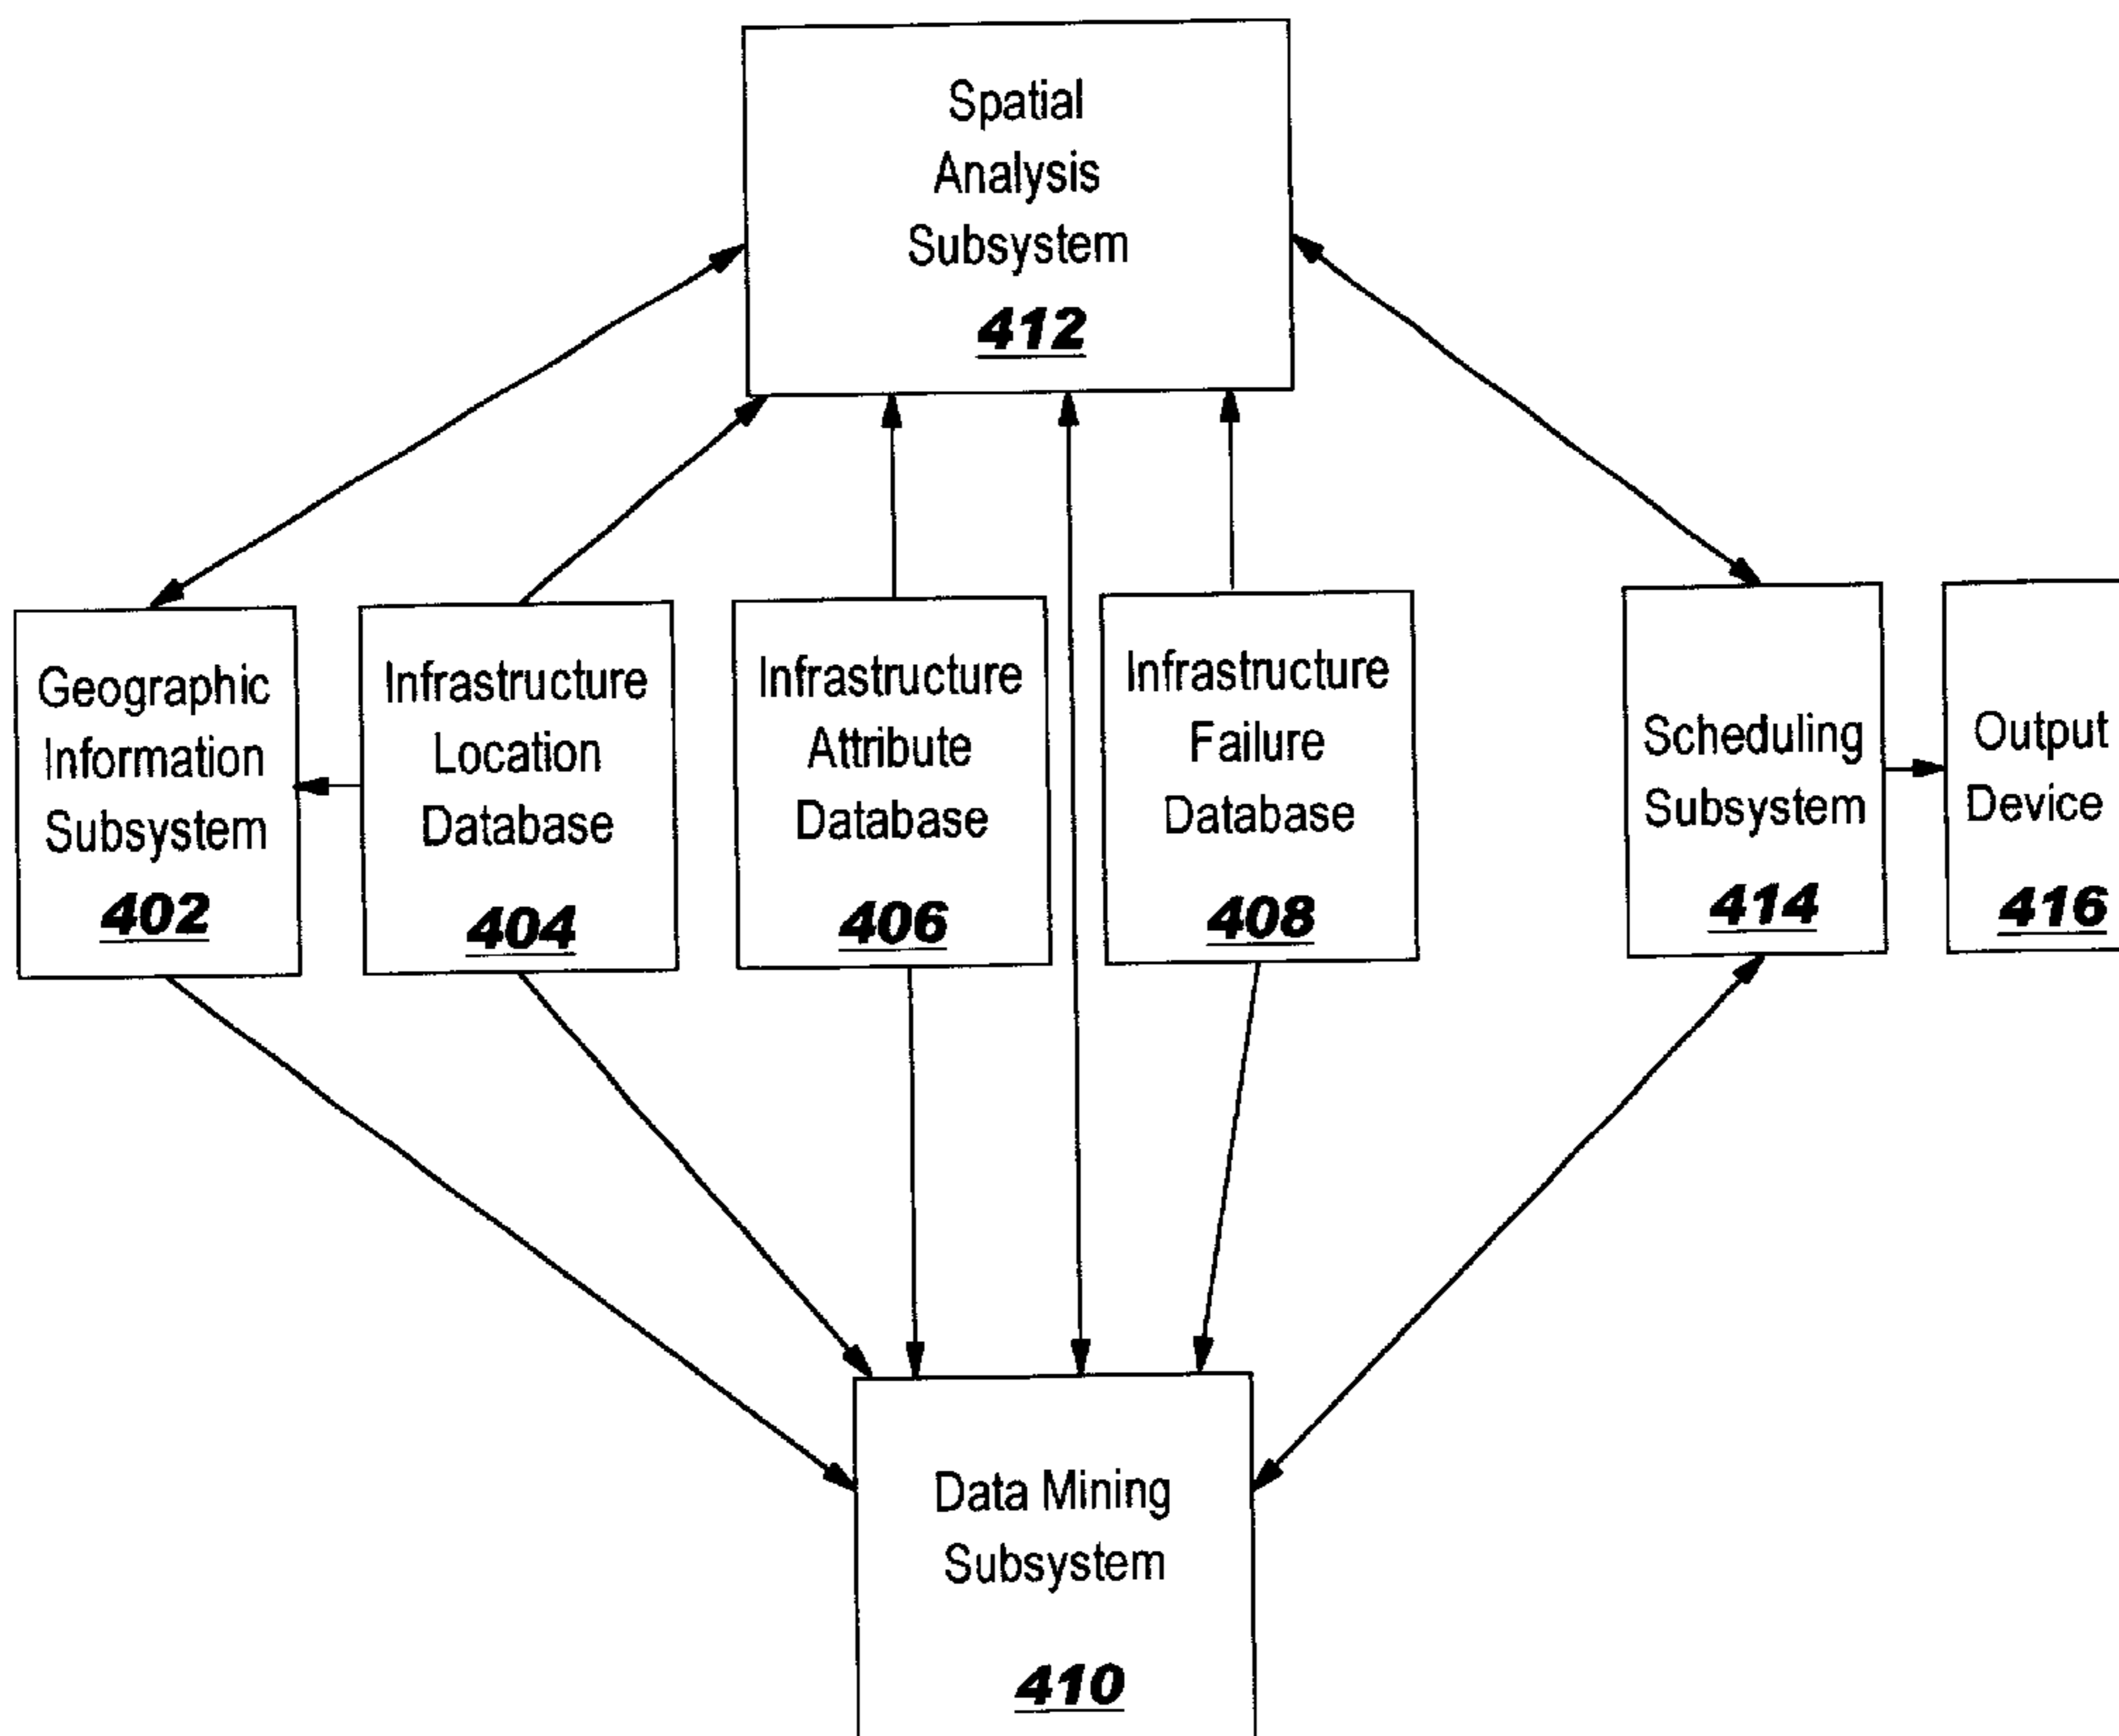 Spatial
Analysis
Subsystem
412
Geographic
Information
Subsystem
402
Infrastructure
Location
Database
404
Infrastructure
Attribute
Database
406
Infrastructure
Failure
Database
408
Scheduling
Subsystem
414
Output
Device
416
Data Mining
Subsystem
410